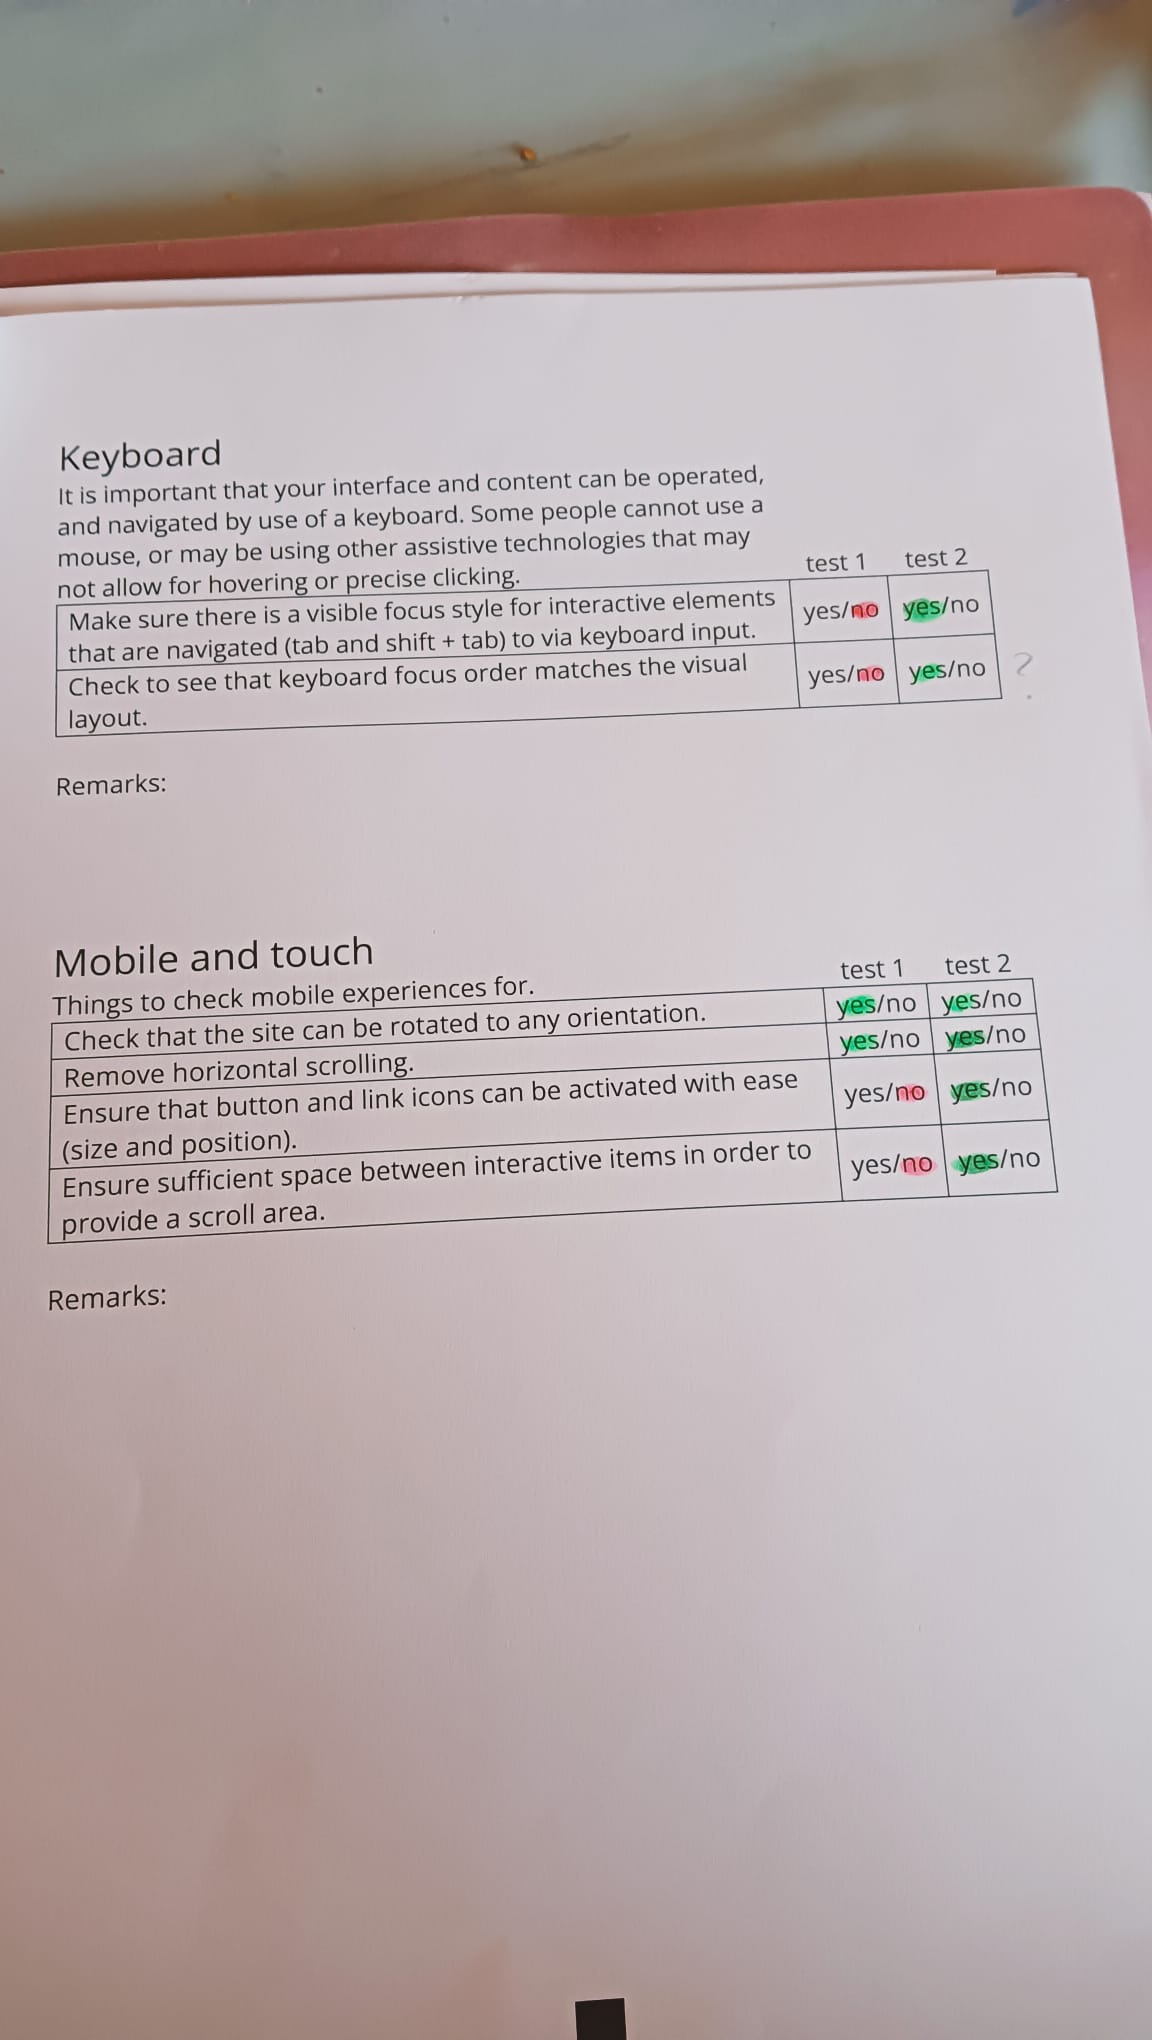 Keyboard
It is important that your interface and content can be operated,
and navigated by use of a keyboard. Some people cannot use a
mouse, or may be using other assistive technologies that may
not allow for hovering or precise clicking.
test 1 test 2
Make sure there is a visible focus style for interactive elements
that are navigated (tab and shift + tab) to via keyboard input.
yes/no yes/no
Check to see that keyboard focus order matches the visual
layout.
yes/no yes/no ?
Remarks:
Mobile and touch
Things to check mobile experiences for.
test 1 test 2
Check that the site can be rotated to any orientation. yes/no yes/no
Remove horizontal scrolling. yes/no yes/no
Ensure that button and link icons can be activated with ease
(size and position).
yes/no yes/no
Ensure sufficient space between interactive items in order to
provide a scroll area.
yes/no yes/no
Remarks: